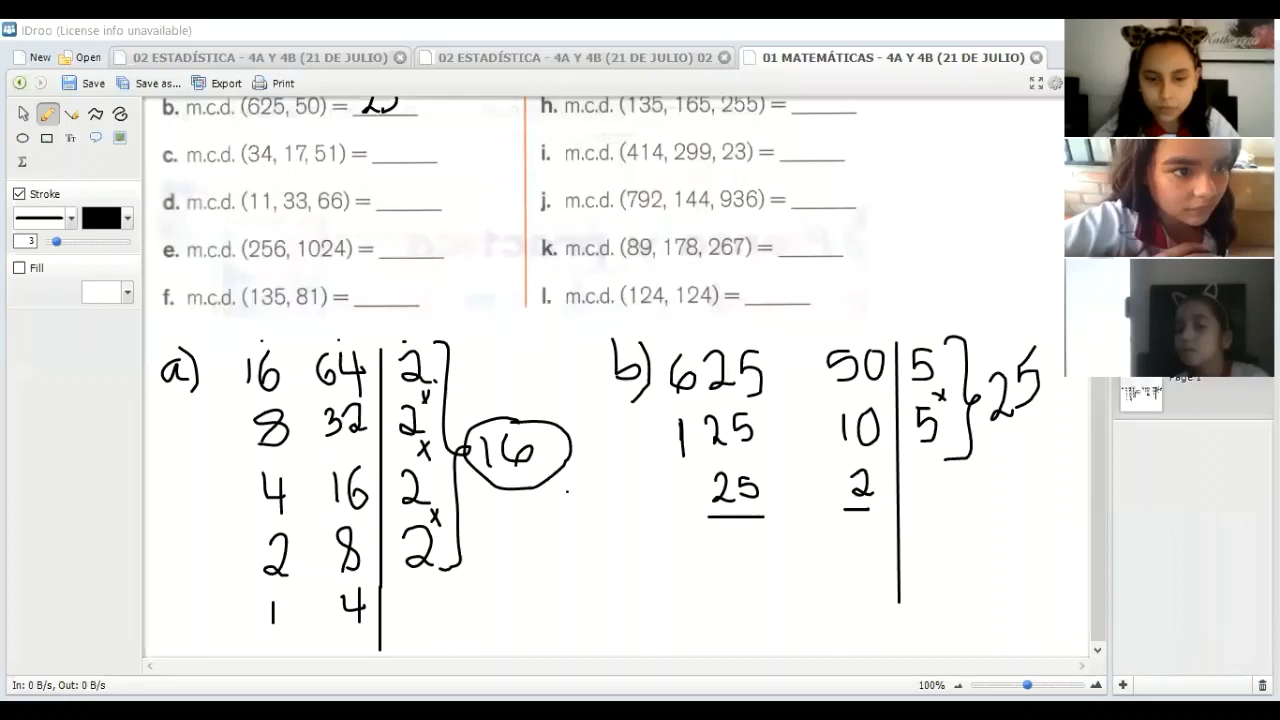 IDroo (License info unavailable)
New Open 02 ESTADÍSTICA - 4A Y 4B (21 DE JULIO) 02 ESTADÍSTICA - 4A Y 4B (21 DE JULIO) 02 01 MATEMÁTICAS - 4A Y 4B (21 DE JULIO)
Save Save as... Export Print
Katherine
Tr
Σ
Stroke
3
Fill
b. m.c.d. (625, 50) = 25
c. m.c.d. (34, 17, 51) = ______
d. m.c.d. (11, 33, 66) = ______
e. m.c.d. (256, 1024) = ______
f. m.c.d. (135, 81) = ______
h. m.c.d. (135, 165, 255) = ______
i. m.c.d. (414, 299, 23) = ______
j. m.c.d. (792, 144, 936) = ______
k. m.c.d. (89, 178, 267) = ______
l. m.c.d. (124, 124) = ______
a) 16 64 2
8 32 2
4 16 2
2 8 2
1 4
x
x
x
16
b) 625 50 5
125 10 5
25 2
x
25
Page 1
In: 0 B/s, Out: 0 B/s
100%